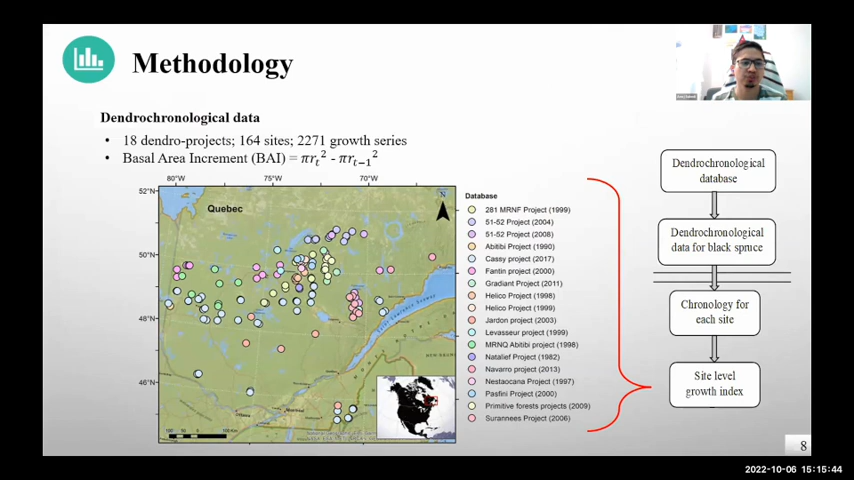 Methodology
Dendrochronological data
• 18 dendro-projects; 164 sites; 2271 growth series
• Basal Area Increment (BAI) = πr_t² - πr_{t-1}²
80°W 75°W 70°W
52°N
50°N
48°N
46°N
Quebec
N
Database
281 MRNF Project (1999)
51-52 Project (2004)
51-52 Project (2008)
Abitibi Project (1990)
Cassy project (2017)
Fantin project (2000)
Gradiant Project (2011)
Helico Project (1998)
Helico Project (1999)
Jardon project (2003)
Levasseur project (1999)
MRNQ Abitibi project (1998)
Natalief Project (1982)
Navarro project (2013)
Nestaocana Project (1997)
Pasfini Project (2000)
Primitive forests projects (2009)
Surannees Project (2006)
Dendrochronological
database
Dendrochronological
data for black spruce
Chronology for
each site
Site level
growth index
8
2022-10-06 15:15:44